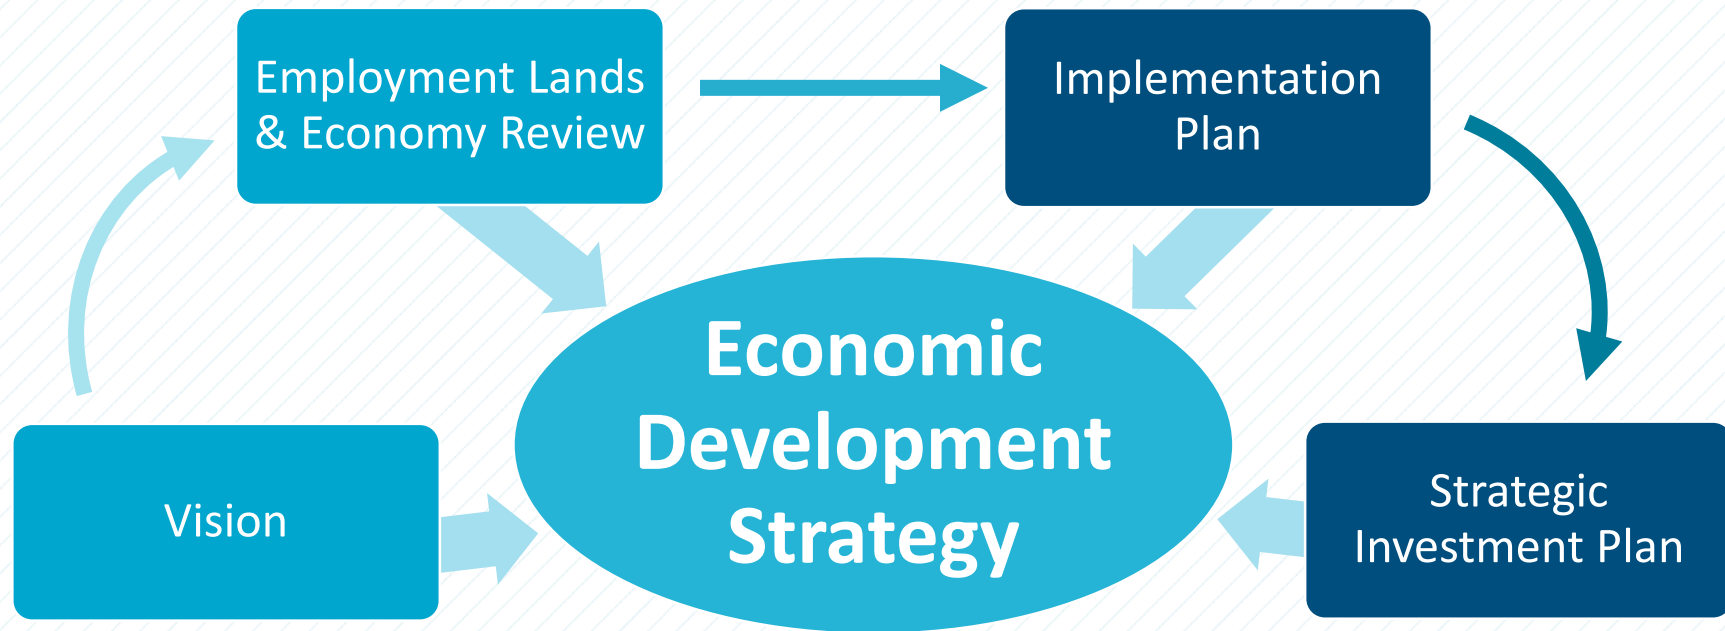 Employment Lands
& Economy Review
Implementation
Plan
Economic
Development
Strategy
Vision
Strategic
Investment Plan